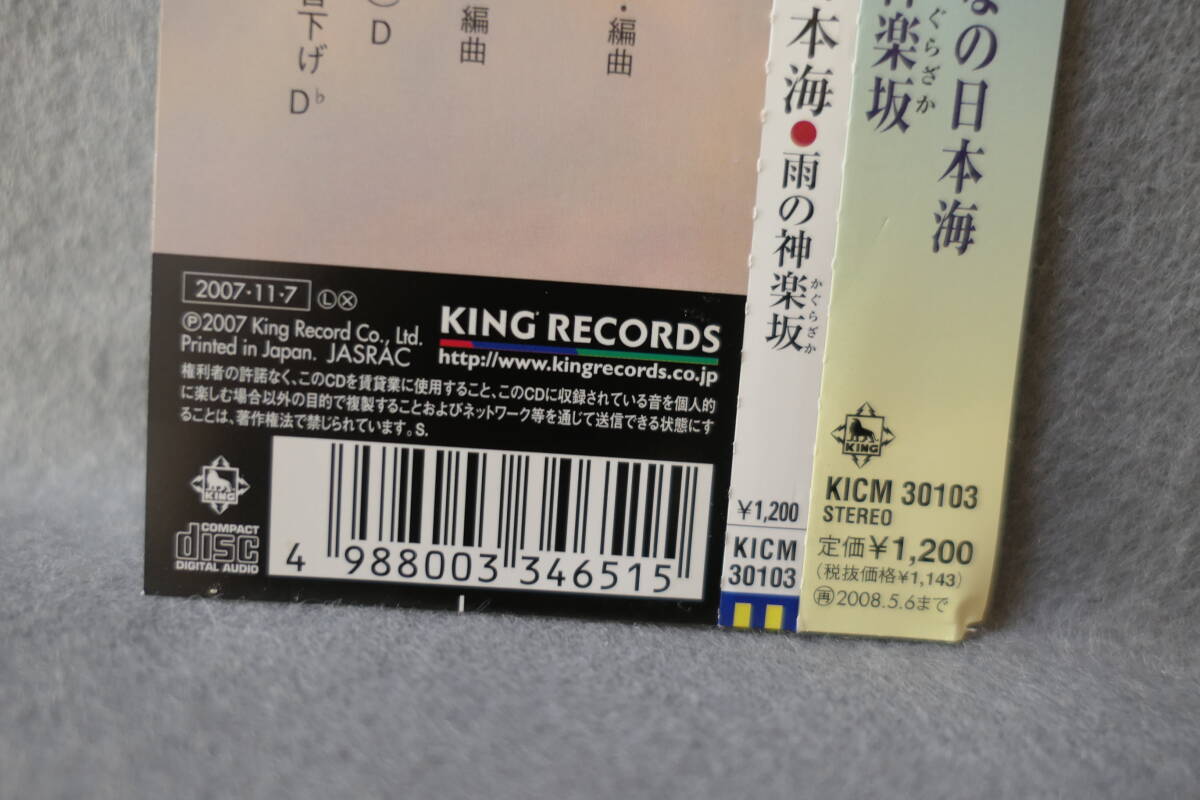 ・編曲
編曲
D
下げ D♭
2007・11・7 Ⓛ Ⓧ
Ⓟ2007 King Record Co., Ltd.
Printed in Japan. JASRAC
KING RECORDS
http://www.kingrecords.co.jp
権利者の許諾なく、このCDを賃貸業に使用すること、このCDに収録されている音を個人的
に楽しむ場合以外の目的で複製することおよびネットワーク等を通じて送信できる状態にす
ることは、著作権法で禁じられています。S.
KING
COMPACT
disc
DIGITAL AUDIO
4 988003 346515
本海●雨の神楽坂
かぐらざか
¥1,200
KICM
30103
の日本海
楽坂
ぐらざか
KING
KICM 30103
STEREO
定価¥1,200
(税抜価格¥1,143)
再2008.5.6まで